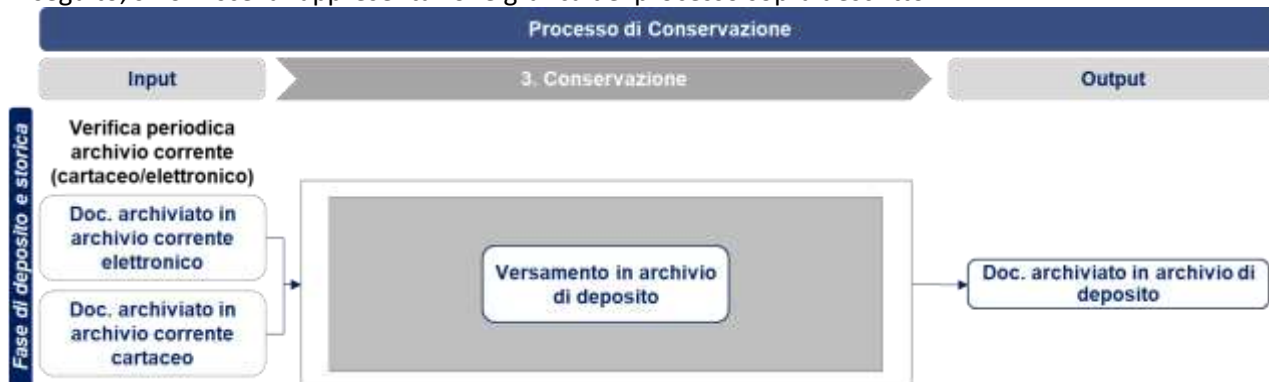 Processo di Conservazione
Input
3. Conservazione
Output
Fase di deposito e storica
Verifica periodica
archivio corrente
(cartaceo/elettronico)
Doc. archiviato in
archivio corrente
elettronico
Doc. archiviato in
archivio corrente
cartaceo
Versamento in archivio
di deposito
Doc. archiviato in archivio di
deposito